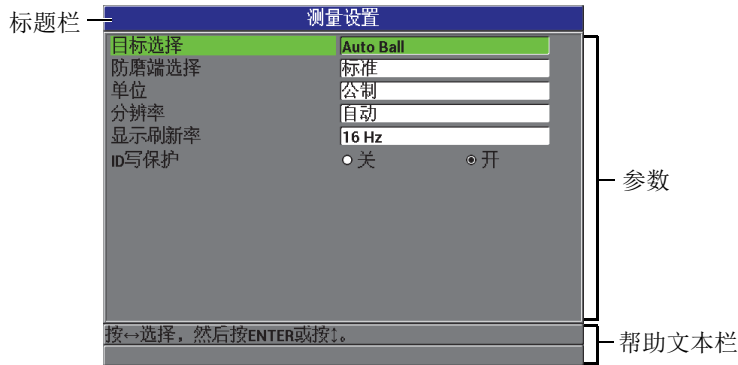 标题栏
测量设置
目标选择 Auto Ball
防磨端选择 标准
单位 公制
分辨率 自动
显示刷新率 16 Hz
ID写保护 关 开
参数
按↔选择，然后按ENTER或按↕。
帮助文本栏